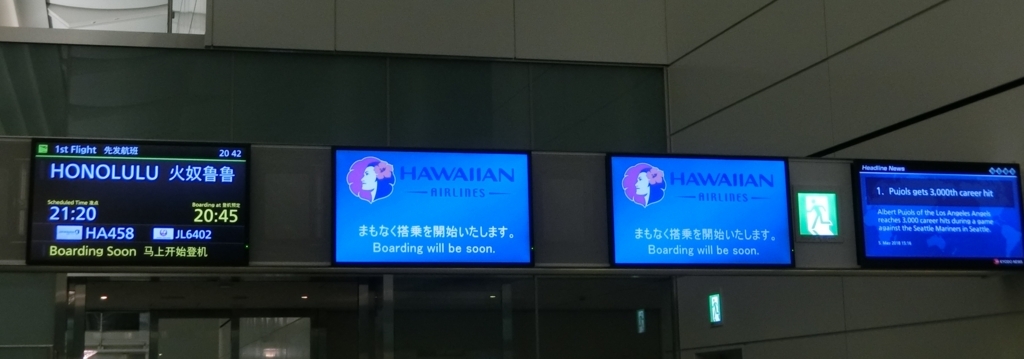 1st Flight 先发航班 20 42
HONOLULU 火奴鲁鲁
Scheduled Time
21:20
20:45
HA458 JL6402
Boarding Soon 马上开始登机
HAWAIIAN
AIRLINES
まもなく搭乗を開始いたします。
Boarding will be soon.
HAWAIIAN
AIRLINES
まもなく搭乗を開始いたします。
Boarding will be soon.
Headline News
1. Pujols gets 3,000th career hit
Albert Pujols of the Los Angeles Angels
reaches 3,000 career hits during a game
against the Seattle Mariners in Seattle.